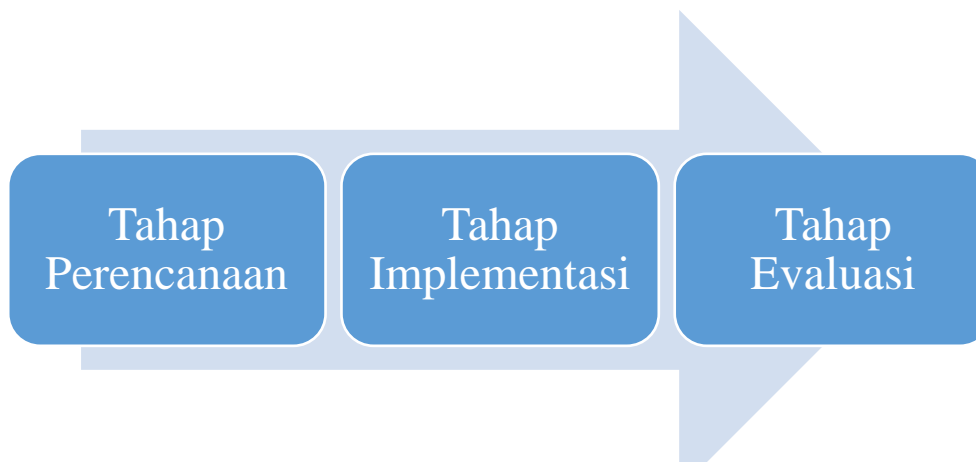 Tahap
Perencanaan
Tahap
Implementasi
Tahap
Evaluasi